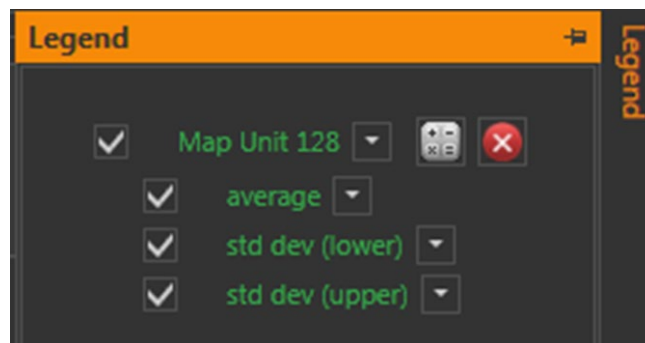 Legend
Legend
Map Unit 128
average
std dev (lower)
std dev (upper)